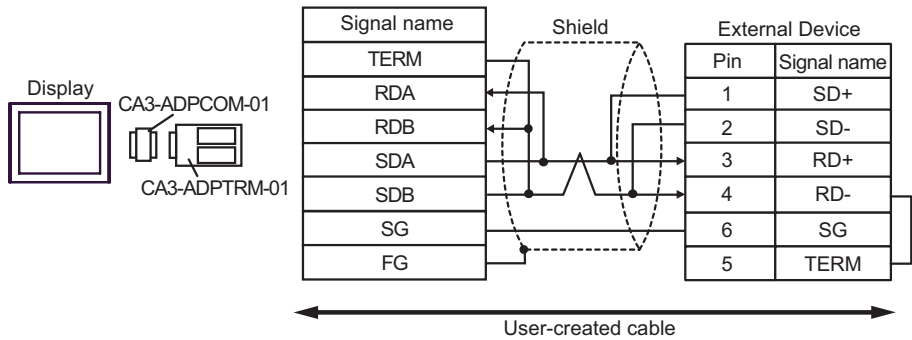 Display
CA3-ADPCOM-01
CA3-ADPTRM-01
Signal name
TERM
RDA
RDB
SDA
SDB
SG
FG
Shield
External Device
Pin Signal name
1 SD+
2 SD-
3 RD+
4 RD-
6 SG
5 TERM
User-created cable